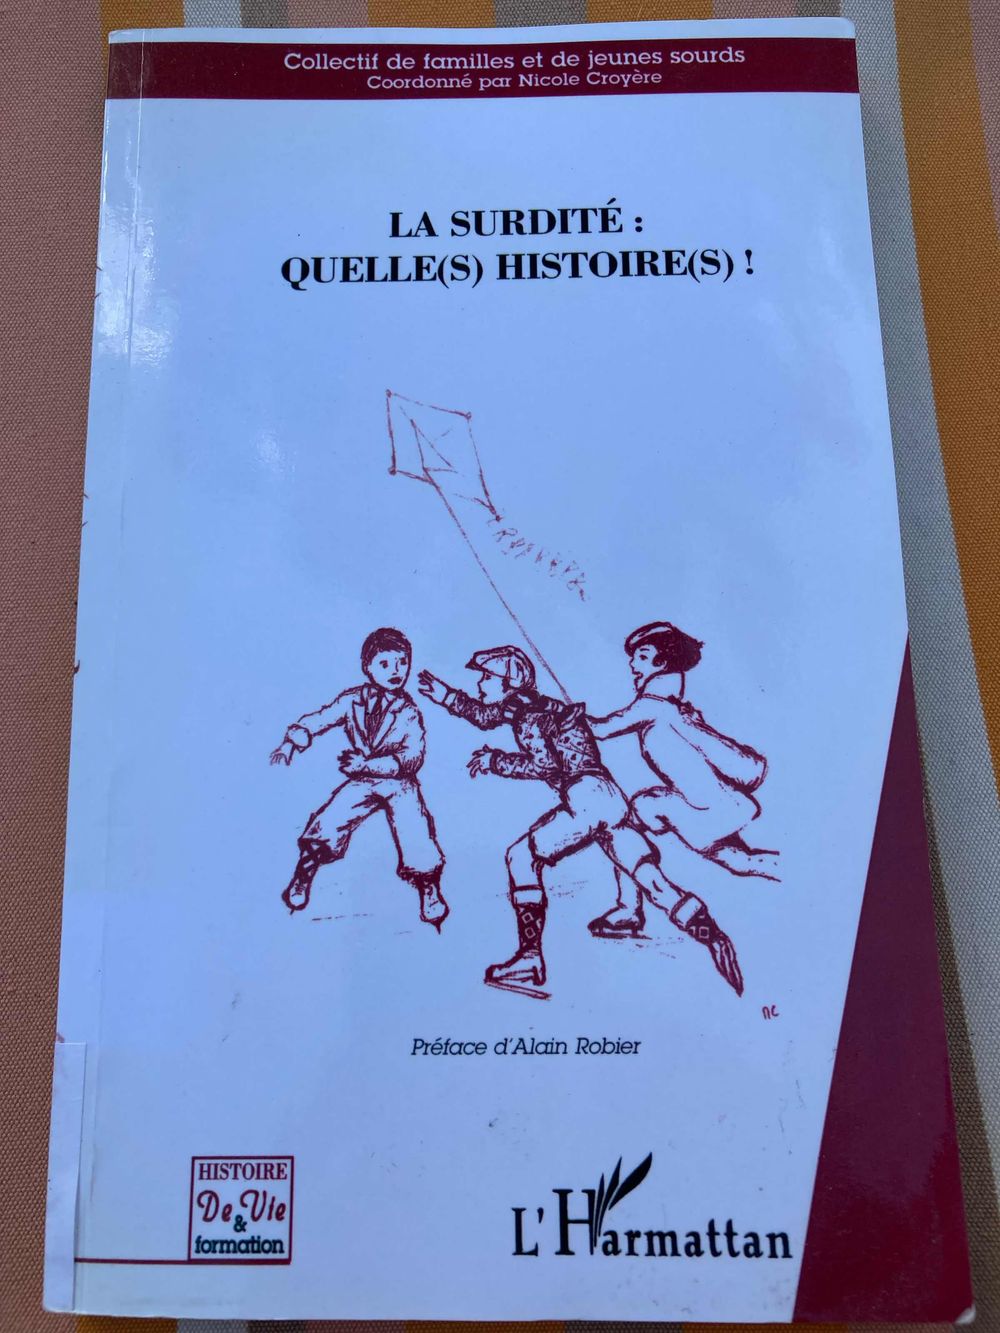 Collectif de familles et de jeunes sourds
Coordonné par Nicole Croyère
LA SURDITÉ :
QUELLE(S) HISTOIRE(S) !
nc
Préface d'Alain Robier
HISTOIRE
De Vie
&
formation
L'Harmattan